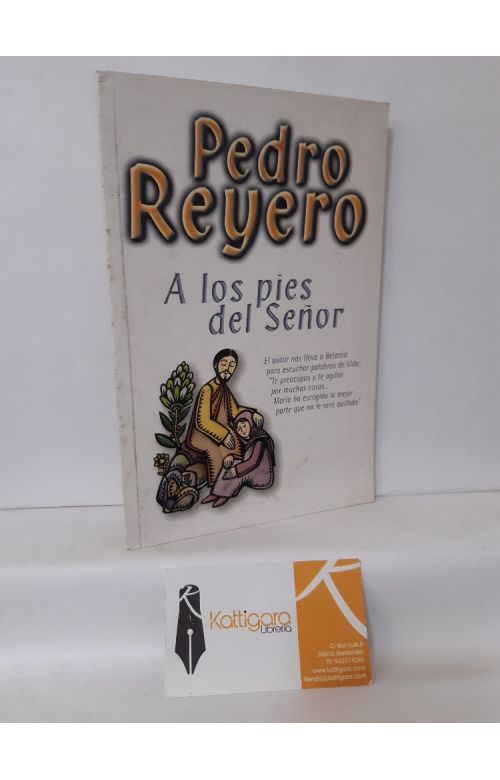 Pedro
Reyero
A los pies
del Señor
El autor nos lleva a Betania
para escuchar palabras de Vida:
"Te preocupas y te agitas
por muchas cosas...
María ha escogido la mejor
parte que no le será quitada"
R
Kattigara
Librería
C/ San Luis 5
39010 Santander
Tf: 942074286
www.kattigara.com
tienda@kattigara.com